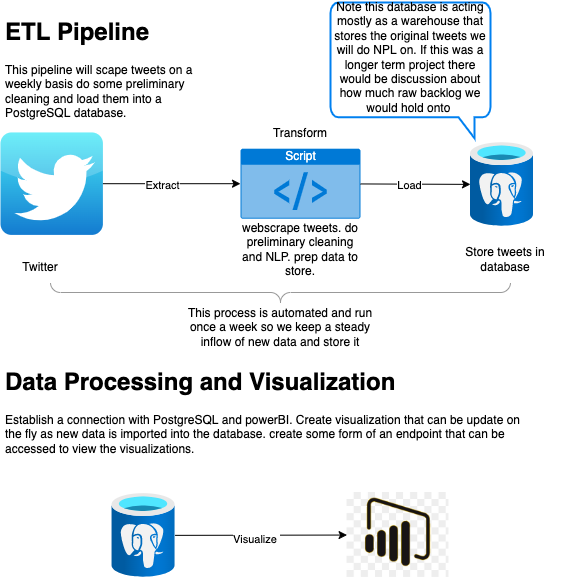 ETL Pipeline
This pipeline will scape tweets on a
weekly basis do some preliminary
cleaning and load them into a
PostgreSQL database.
Note this database is acting
mostly as a warehouse that
stores the original tweets we
will do NPL on. If this was a
longer term project there
would be discussion about
how much raw backlog we
would hold onto
Transform
Script
Extract
</>
Load
webscrape tweets. do
preliminary cleaning
and NLP. prep data to
store.
Twitter
Store tweets in
database
This process is automated and run
once a week so we keep a steady
inflow of new data and store it
Data Processing and Visualization
Establish a connection with PostgreSQL and powerBI. Create visualization that can be update on
the fly as new data is imported into the database. create some form of an endpoint that can be
accessed to view the visualizations.
Visualize